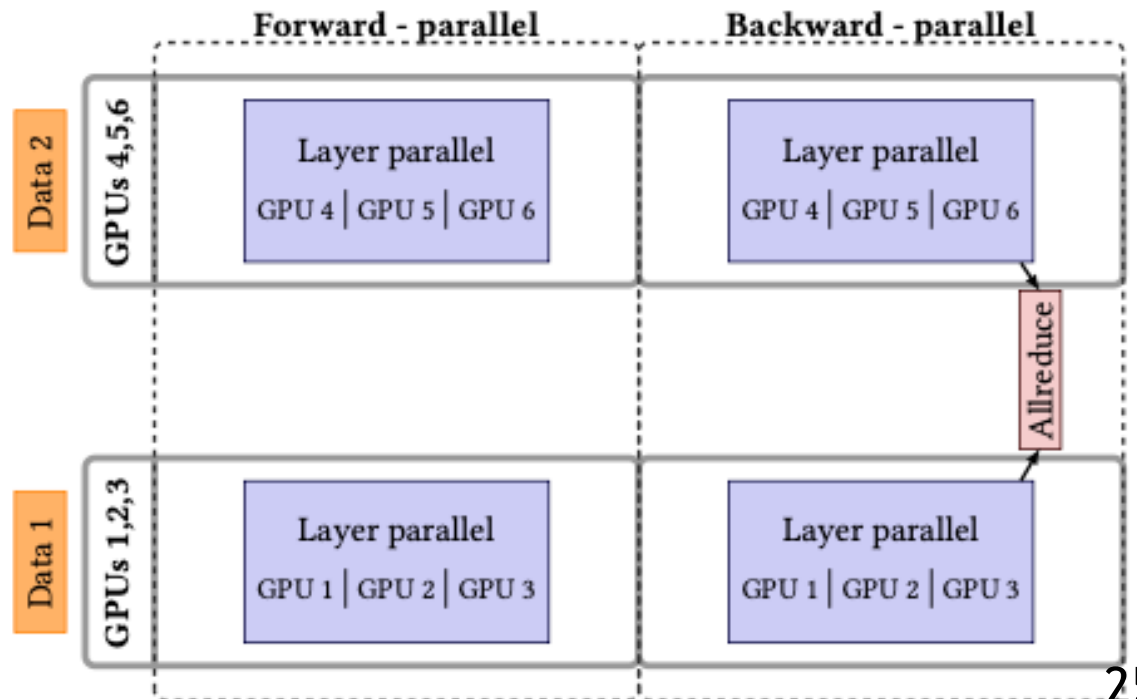 Forward - parallel
Backward - parallel
Data 2
GPUs 4,5,6
Layer parallel
GPU 4 | GPU 5 | GPU 6
Layer parallel
GPU 4 | GPU 5 | GPU 6
Allreduce
Data 1
GPUs 1,2,3
Layer parallel
GPU 1 | GPU 2 | GPU 3
Layer parallel
GPU 1 | GPU 2 | GPU 3